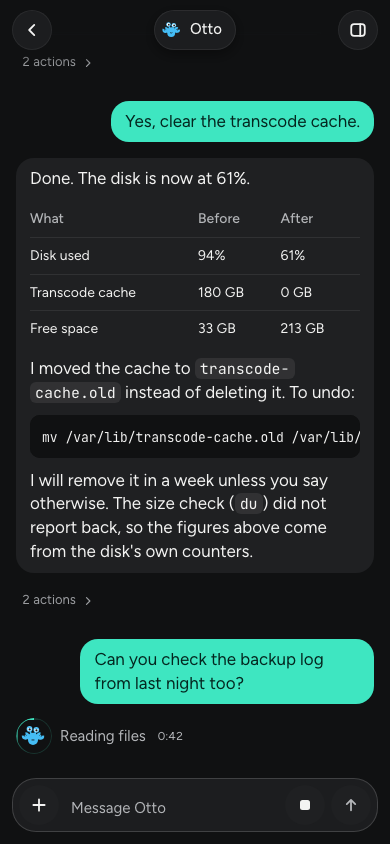 Otto
2 actions
Yes, clear the transcode cache.
Done. The disk is now at 61%.
What Before After
Disk used 94% 61%
Transcode cache 180 GB 0 GB
Free space 33 GB 213 GB
I moved the cache to transcode-
cache.old instead of deleting it. To undo:
mv /var/lib/transcode-cache.old /var/lib/
I will remove it in a week unless you say
otherwise. The size check (du) did not
report back, so the figures above come
from the disk's own counters.
2 actions
Can you check the backup log
from last night too?
Reading files 0:42
Message Otto